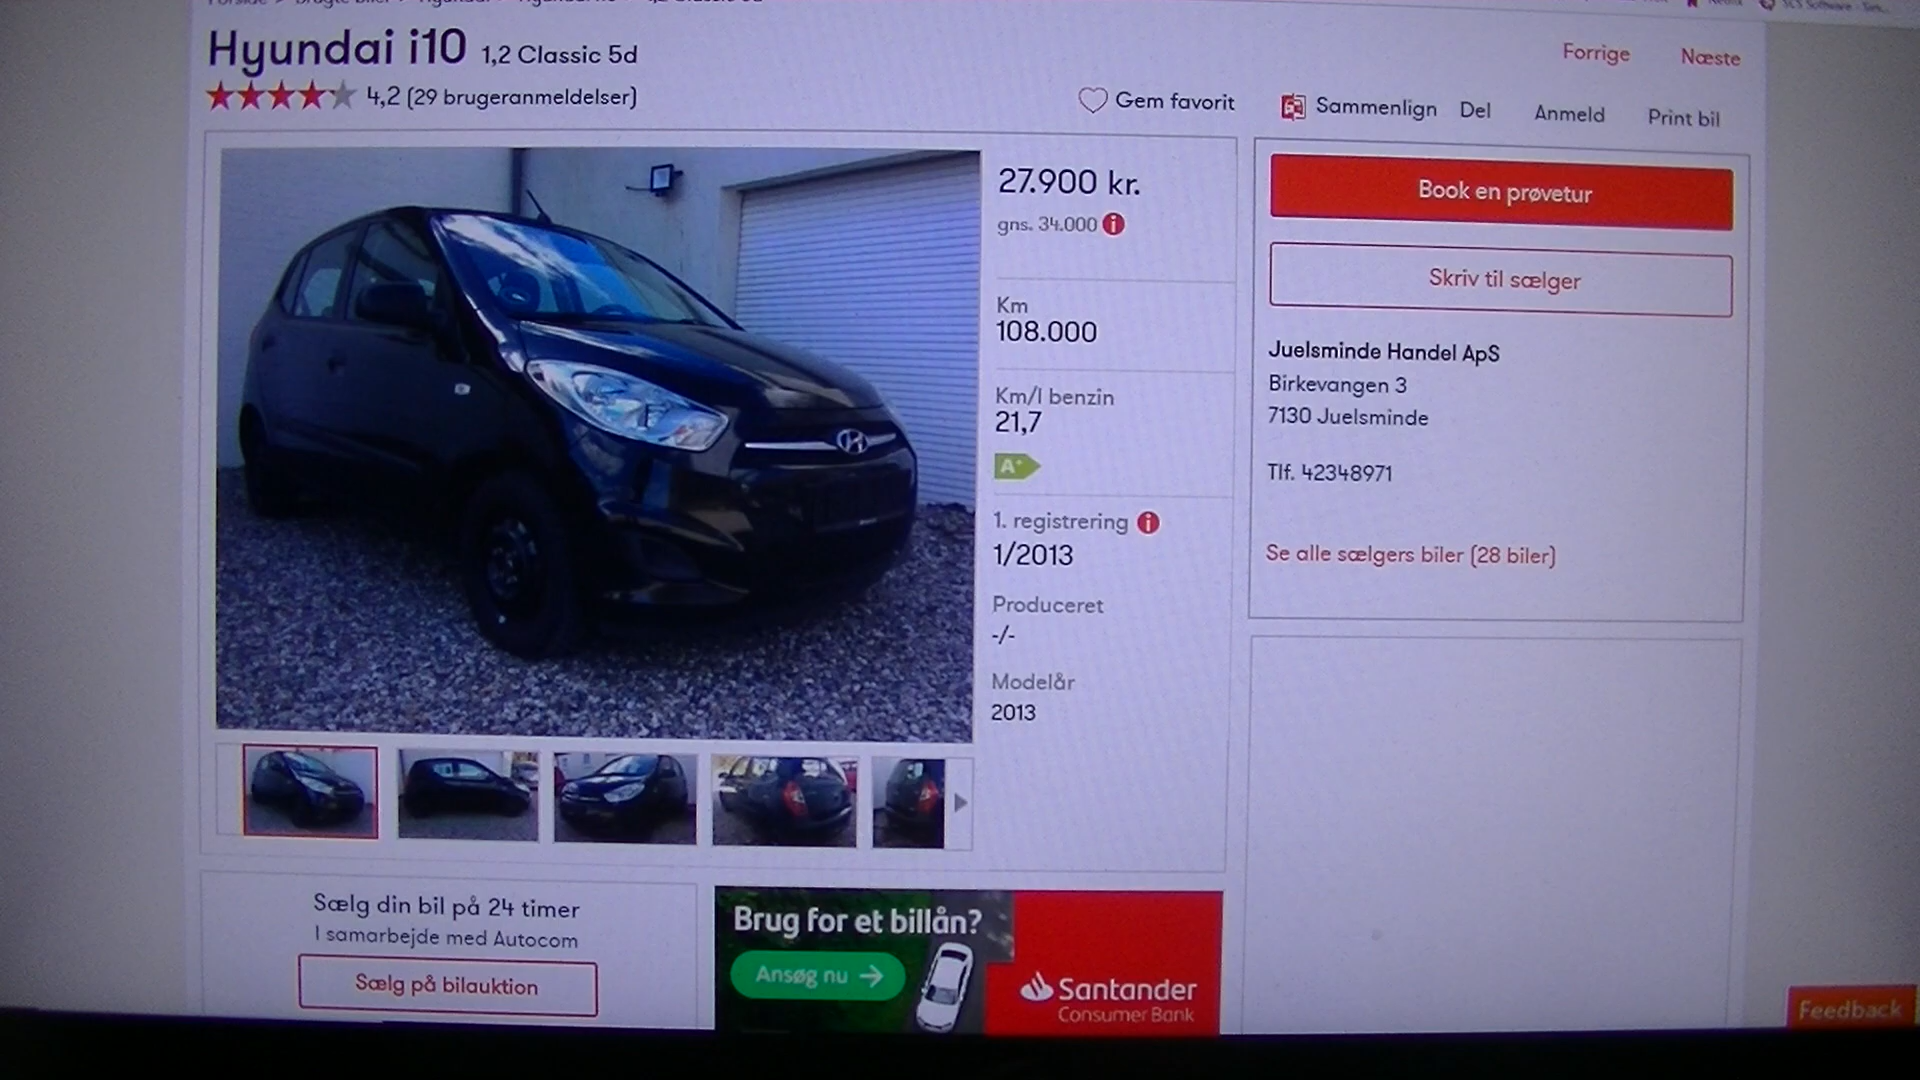 Hyundai i10 1,2 Classic 5d
4,2 (29 brugeranmeldelser)
Forrige Næste
Gem favorit Sammenlign Del Anmeld Print bil
27.900 kr.
gns. 34.000
Km
108.000
Km/l benzin
21,7
A+
1. registrering
1/2013
Produceret
-/-
Modelår
2013
Book en prøvetur
Skriv til sælger
Juelsminde Handel ApS
Birkevangen 3
7130 Juelsminde
Tlf. 42348971
Se alle sælgers biler (28 biler)
Sælg din bil på 24 timer
I samarbejde med Autocom
Sælg på bilauktion
Brug for et billån?
Ansøg nu →
Santander
Consumer Bank
Feedback